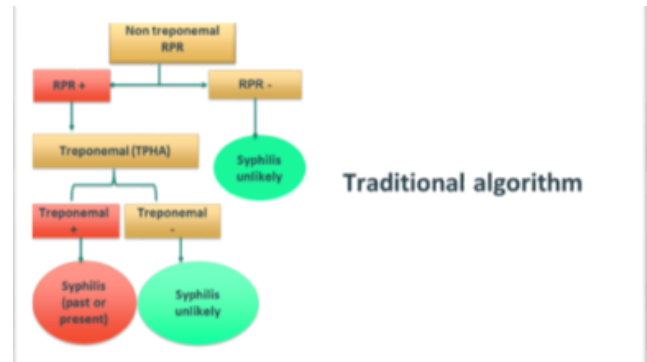 Non treponemal
RPR
RPR +
RPR -
Treponemal (TPHA)
Syphilis
unlikely
Traditional algorithm
Treponemal
+
Treponemal
-
Syphilis
(past or
present)
Syphilis
unlikely